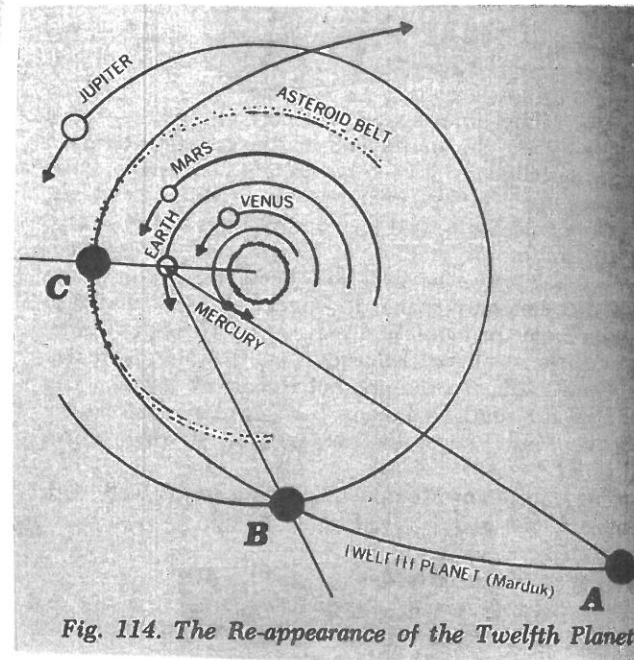 JUPITER
ASTEROID BELT
MARS
VENUS
EARTH
C
MERCURY
B
TWELFTH PLANET (Marduk)
A
Fig. 114. The Re-appearance of the Twelfth Planet